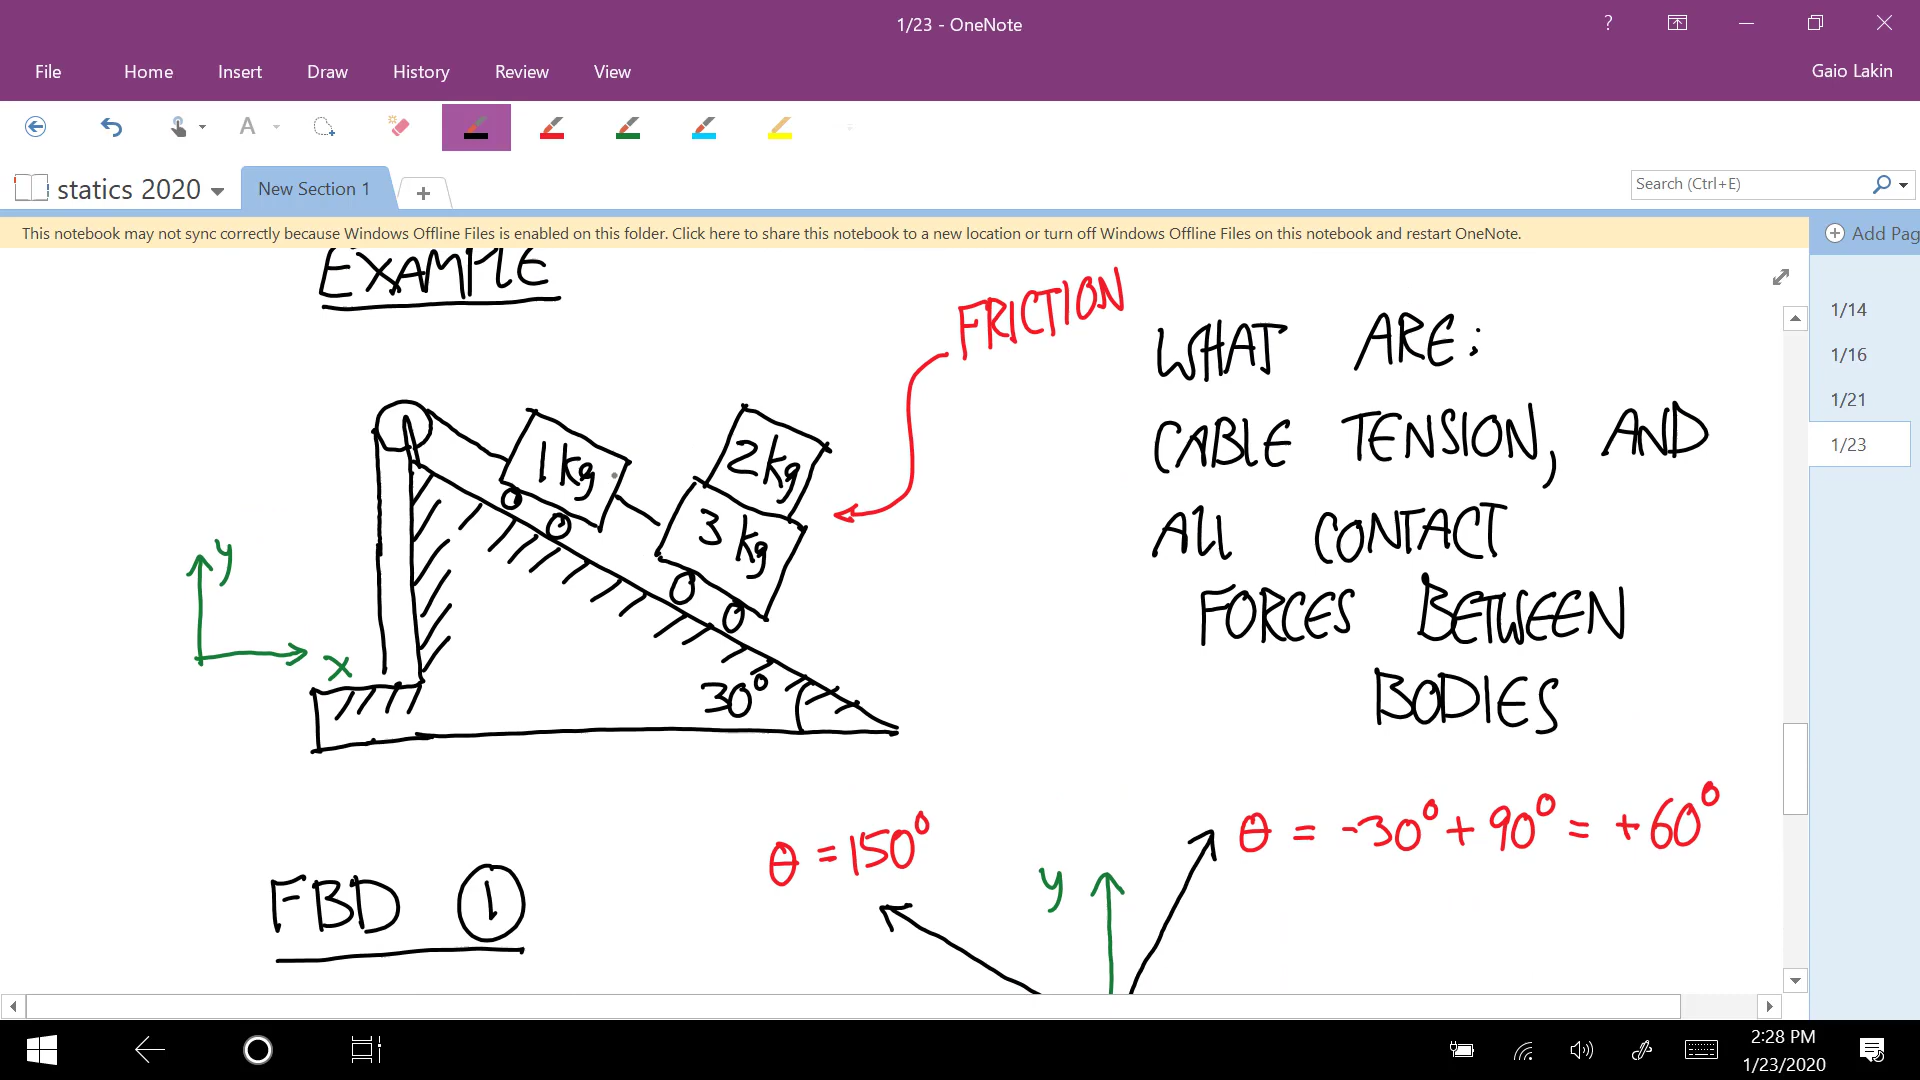 1/23 - OneNote
?
File Home Insert Draw History Review View
Gaio Lakin
A
statics 2020
New Section 1
+
Search (Ctrl+E)
This notebook may not sync correctly because Windows Offline Files is enabled on this folder. Click here to share this notebook to a new location or turn off Windows Offline Files on this notebook and restart OneNote.
Add Pag
1/14
1/16
1/21
1/23
EXAMPLE
FRICTION
WHAT ARE:
CABLE TENSION, AND
ALL CONTACT
FORCES BETWEEN
BODIES
1kg
2kg
3 kg
y
x
30°
θ = 150°
θ = -30° + 90° = +60°
y
FBD 1
2:28 PM
1/23/2020